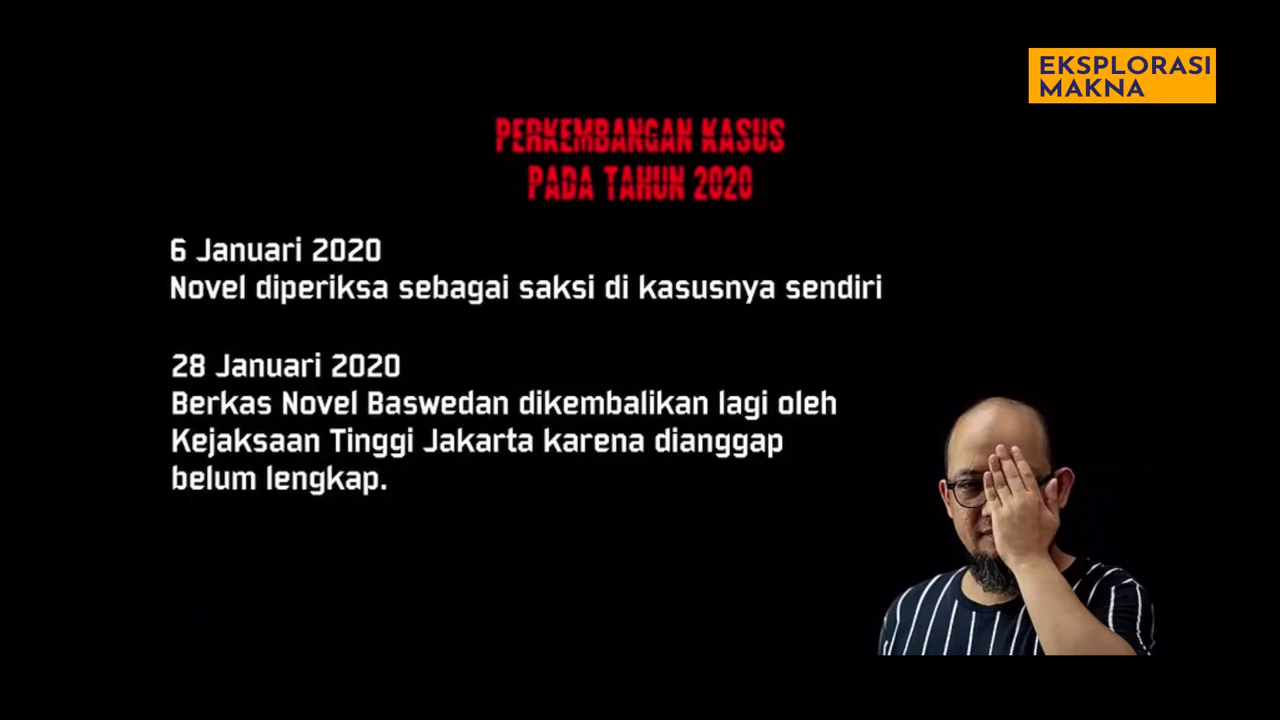 EKSPLORASI
MAKNA
PERKEMBANGAN KASUS
PADA TAHUN 2020
6 Januari 2020
Novel diperiksa sebagai saksi di kasusnya sendiri
28 Januari 2020
Berkas Novel Baswedan dikembalikan lagi oleh
Kejaksaan Tinggi Jakarta karena dianggap
belum lengkap.